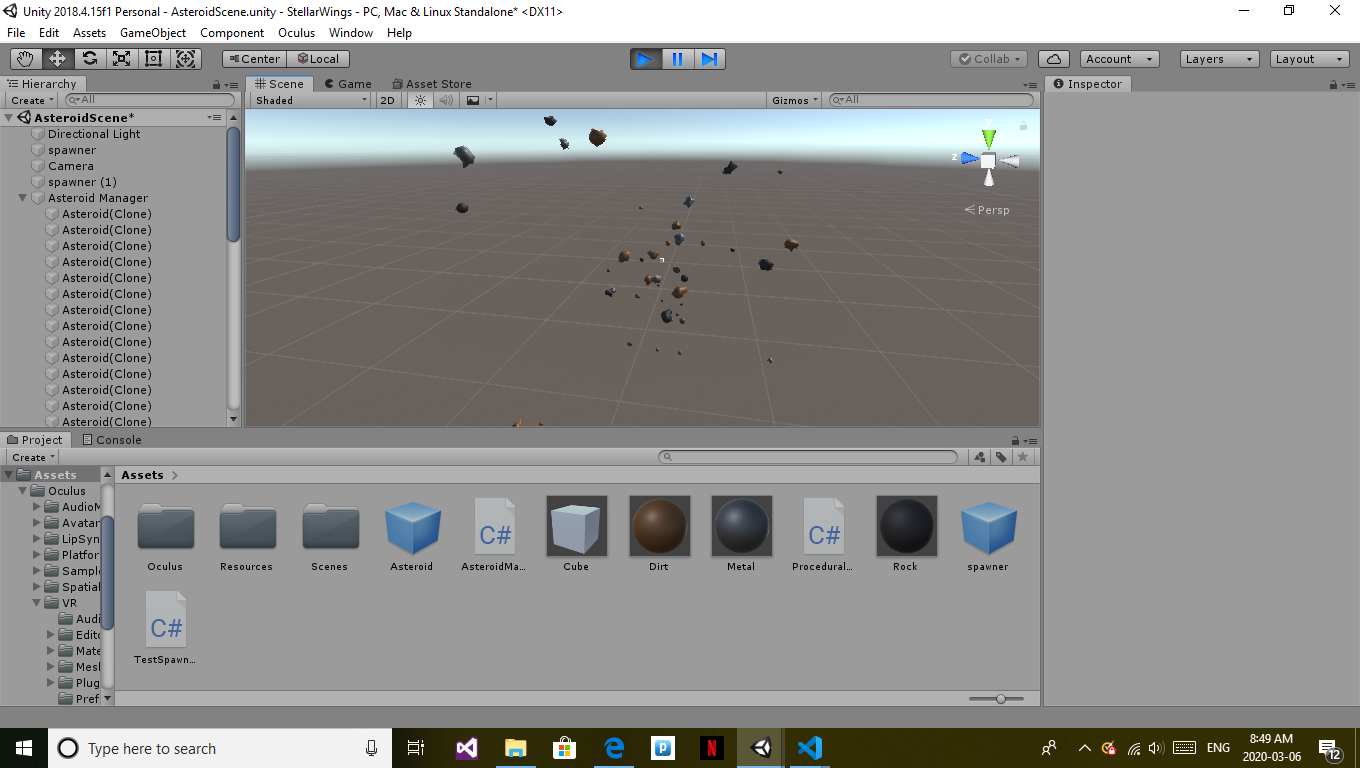 Unity 2018.4.15f1 Personal - AsteroidScene.unity - StellarWings - PC, Mac & Linux Standalone* <DX11>
File Edit Assets GameObject Component Oculus Window Help
Center Local Collab Account Layers Layout
Hierarchy
Create All
AsteroidScene*
Directional Light
spawner
Camera
spawner (1)
Asteroid Manager
Asteroid(Clone)
Asteroid(Clone)
Asteroid(Clone)
Asteroid(Clone)
Asteroid(Clone)
Asteroid(Clone)
Asteroid(Clone)
Asteroid(Clone)
Asteroid(Clone)
Asteroid(Clone)
Asteroid(Clone)
Asteroid(Clone)
Asteroid(Clone)
Asteroid(Clone)
Scene Game Asset Store
Shaded 2D Gizmos All
y
z
Persp
Inspector
Project Console
Create
Assets
Oculus
AudioM
Avatar
LipSyn
Platfor
Sampl
Spatial
VR
Audi
Edito
Mate
Mesh
Plug
Pref
Assets
Oculus Resources Scenes Asteroid AsteroidMa... Cube Dirt Metal Procedural... Rock spawner
C# C#
C#
TestSpawn...
Type here to search
ENG
8:49 AM
2020-03-06
12